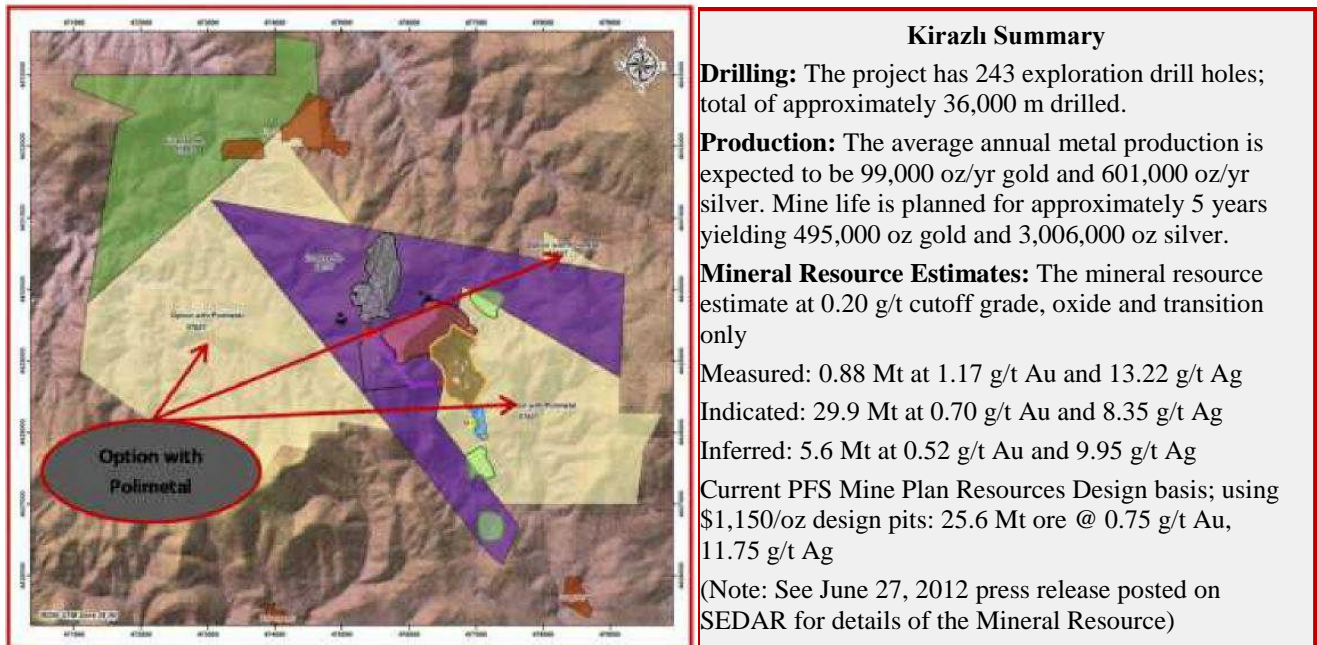 Option with
Polimetal
Kirazlı Summary
Drilling: The project has 243 exploration drill holes;
total of approximately 36,000 m drilled.
Production: The average annual metal production is
expected to be 99,000 oz/yr gold and 601,000 oz/yr
silver. Mine life is planned for approximately 5 years
yielding 495,000 oz gold and 3,006,000 oz silver.
Mineral Resource Estimates: The mineral resource
estimate at 0.20 g/t cutoff grade, oxide and transition
only
Measured: 0.88 Mt at 1.17 g/t Au and 13.22 g/t Ag
Indicated: 29.9 Mt at 0.70 g/t Au and 8.35 g/t Ag
Inferred: 5.6 Mt at 0.52 g/t Au and 9.95 g/t Ag
Current PFS Mine Plan Resources Design basis; using
$1,150/oz design pits: 25.6 Mt ore @ 0.75 g/t Au,
11.75 g/t Ag
(Note: See June 27, 2012 press release posted on
SEDAR for details of the Mineral Resource)